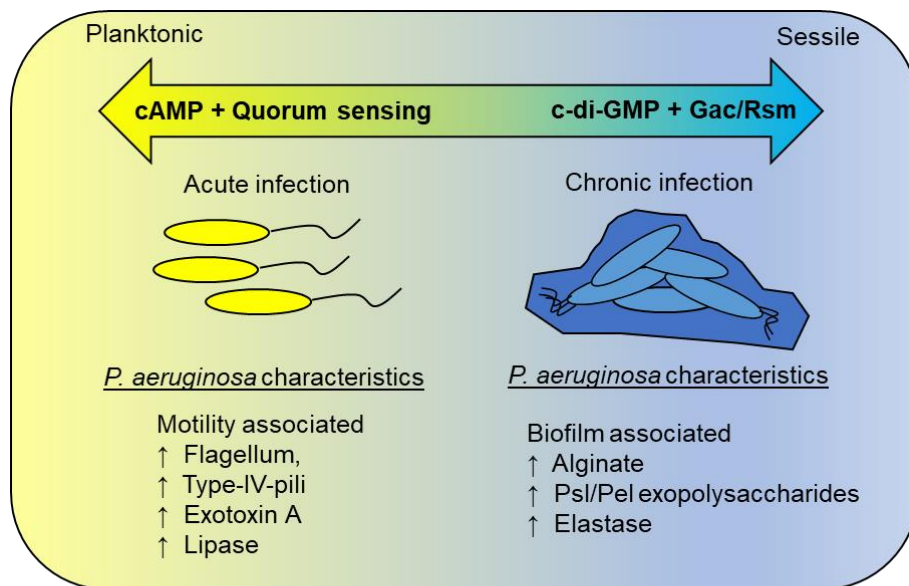 Planktonic
Sessile
cAMP + Quorum sensing
c-di-GMP + Gac/Rsm
Acute infection
Chronic infection
P. aeruginosa characteristics
P. aeruginosa characteristics
Motility associated
↑ Flagellum,
↑ Type-IV-pili
↑ Exotoxin A
↑ Lipase
Biofilm associated
↑ Alginate
↑ Psl/Pel exopolysaccharides
↑ Elastase